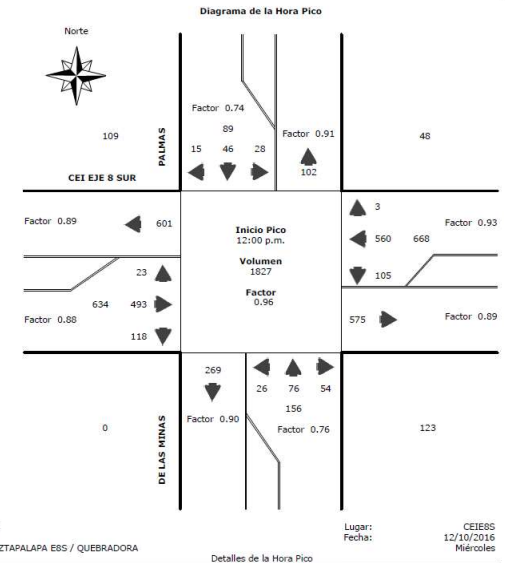 Diagrama de la Hora Pico
Norte
Factor 0.74
89
15 46 28
Factor 0.91
102
109
PALMAS
CEI EJE 8 SUR
48
Factor 0.89
601
Inicio Pico
12:00 p.m.
Volumen
1827
Factor
0.96
3
560 668
105
Factor 0.93
23
634 493
118
Factor 0.88
575
Factor 0.89
269
Factor 0.90
26 76 54
156
Factor 0.76
0
DE LAS MINAS
123
Lugar: CEIE8S
Fecha: 12/10/2016
Miércoles
ZTAPALAPA E8S / QUEBRADORA
Detalles de la Hora Pico